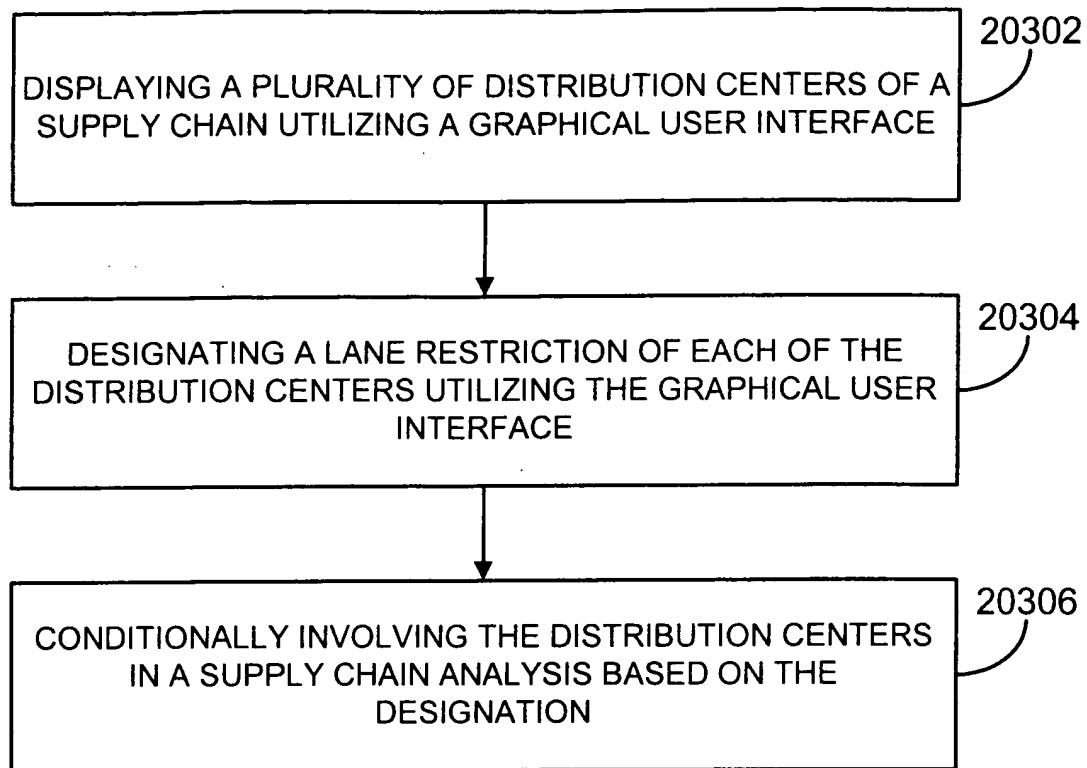 20302
DISPLAYING A PLURALITY OF DISTRIBUTION CENTERS OF A
SUPPLY CHAIN UTILIZING A GRAPHICAL USER INTERFACE
20304
DESIGNATING A LANE RESTRICTION OF EACH OF THE
DISTRIBUTION CENTERS UTILIZING THE GRAPHICAL USER
INTERFACE
20306
CONDITIONALLY INVOLVING THE DISTRIBUTION CENTERS
IN A SUPPLY CHAIN ANALYSIS BASED ON THE
DESIGNATION